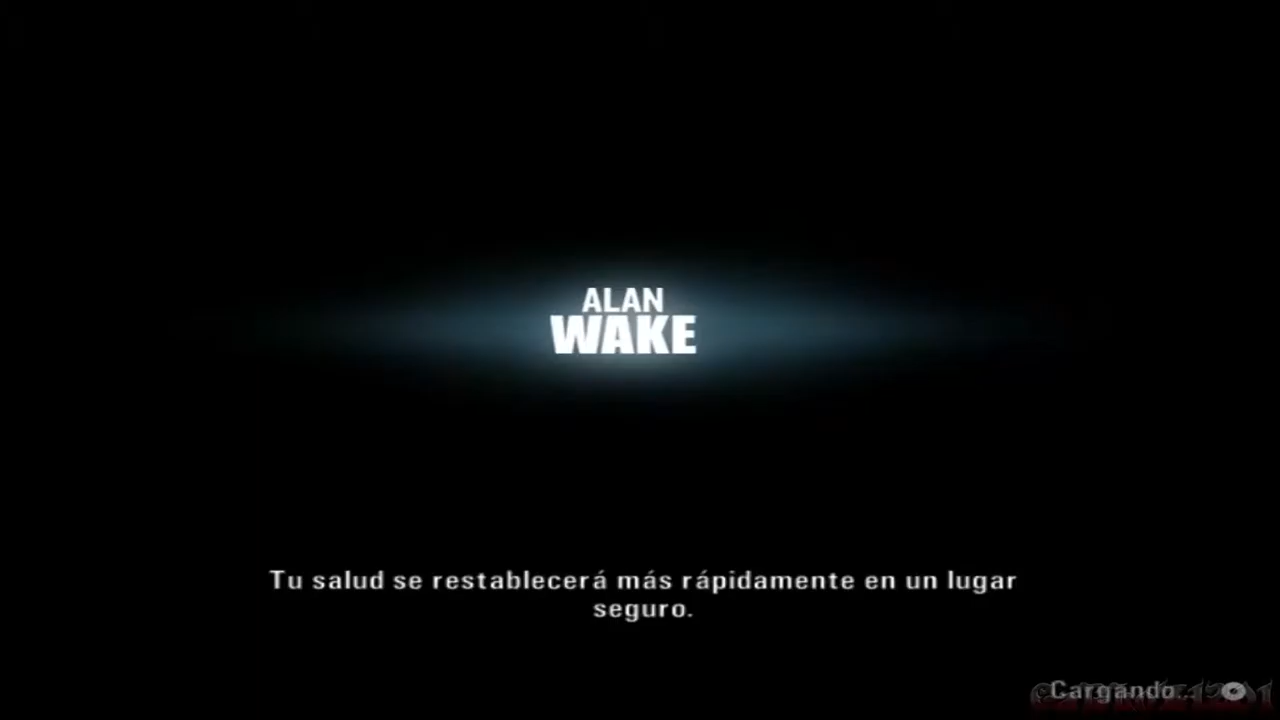 ALAN
WAKE
Tu salud se restablecerá más rápidamente en un lugar
seguro.
Cargando...